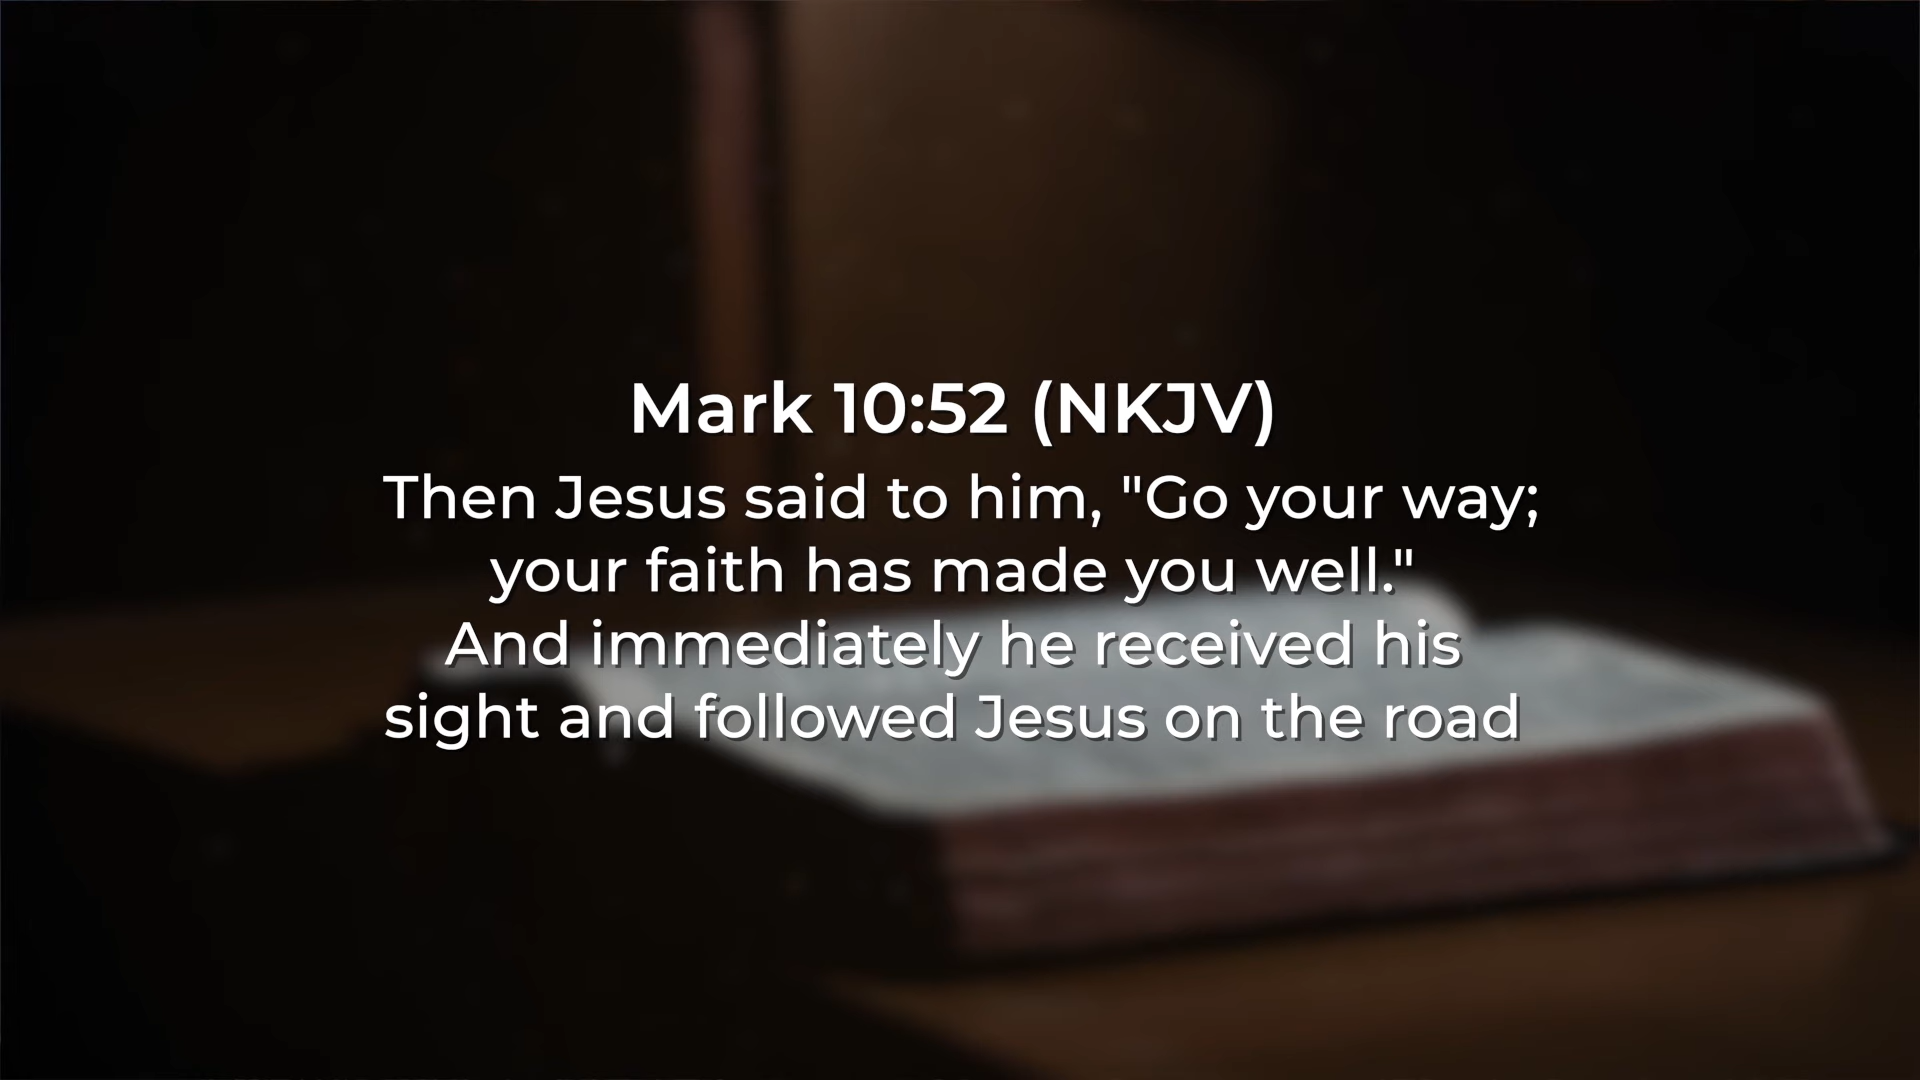 Mark 10:52 (NKJV)
Then Jesus said to him, "Go your way;
your faith has made you well."
And immediately he received his
sight and followed Jesus on the road